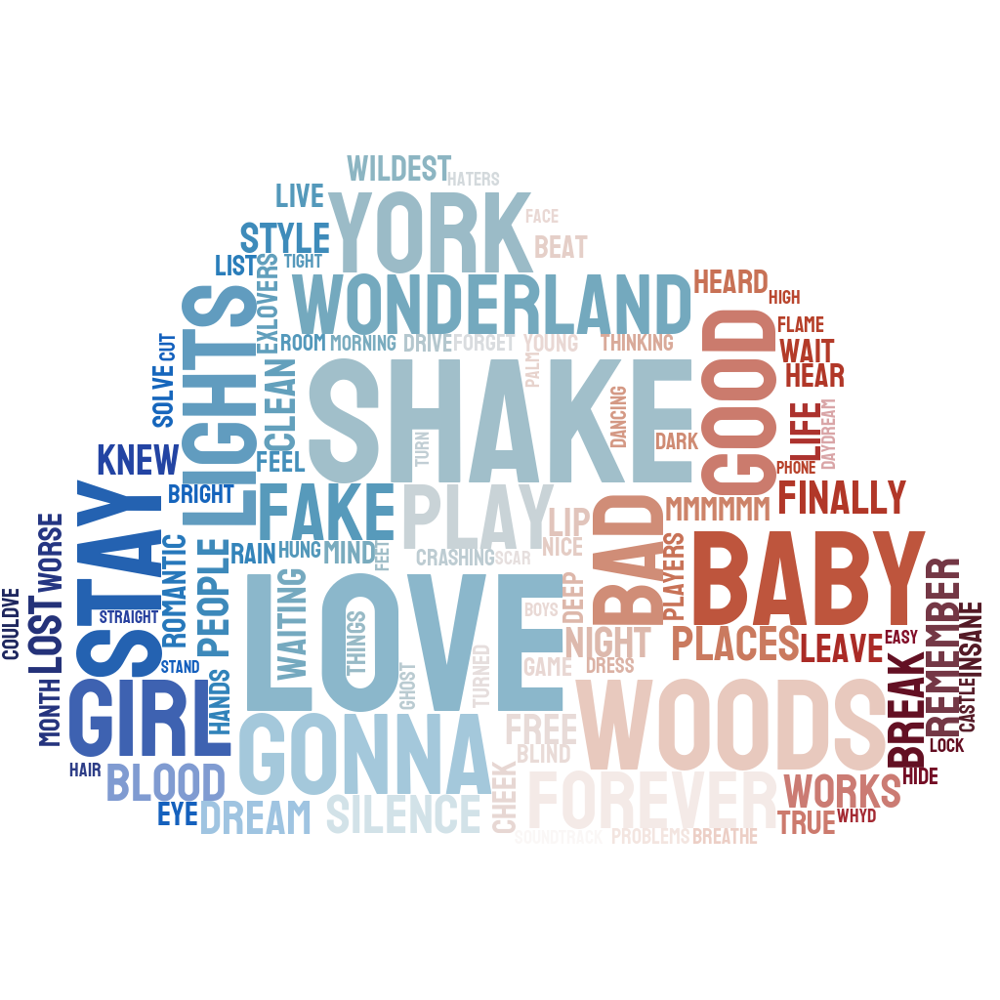 WILDEST
HATERS
LIVE
YORK
FACE
STYLE
BEAT
LIST
TIGHT
EXLOVERS
WONDERLAND
HEARD
HIGH
LIGHTS
GOOD
FLAME
CUT
ROOM
MORNING
DRIVE
FORGET
YOUNG
THINKING
WAIT
SOLVE
CLEAN
SHAKE
PALM
HEAR
DANCING
LIFE
DAYDREAM
TURN
DARK
KNEW
FEEL
PHONE
BRIGHT
FAKE
PLAY
LIP
BAD
MMMMMM
FINALLY
STAY
WORSE
ROMANTIC
PEOPLE
RAIN
HUNG
MIND
FEET
CRASHING
SCAR
NICE
PLAYERS
BABY
COULDVE
LOST
STRAIGHT
WAITING
LOVE
THINGS
BOYS
DEEP
REMEMBER
INSANE
NIGHT
PLACES
LEAVE
EASY
STAND
HANDS
GHOST
TURNED
GAME
DRESS
BREAK
CASTLE
MONTH
GIRL
GONNA
FREE
WOODS
LOCK
HAIR
BLOOD
BLIND
CHEEK
FOREVER
WORKS
HIDE
EYE
DREAM
SILENCE
TRUE
WHYD
SOUNDTRACK
PROBLEMS
BREATHE